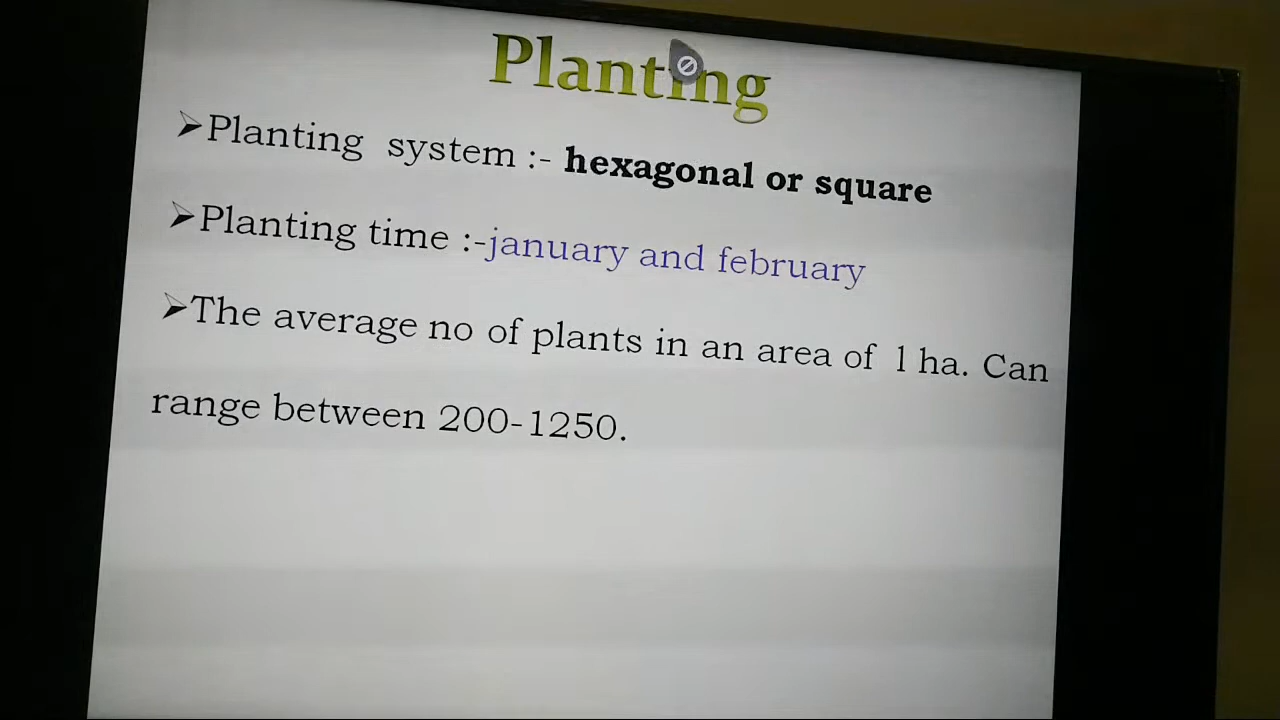 Planting
➢Planting system :- hexagonal or square
➢Planting time :-january and february
➢The average no of plants in an area of 1 ha. Can
range between 200-1250.